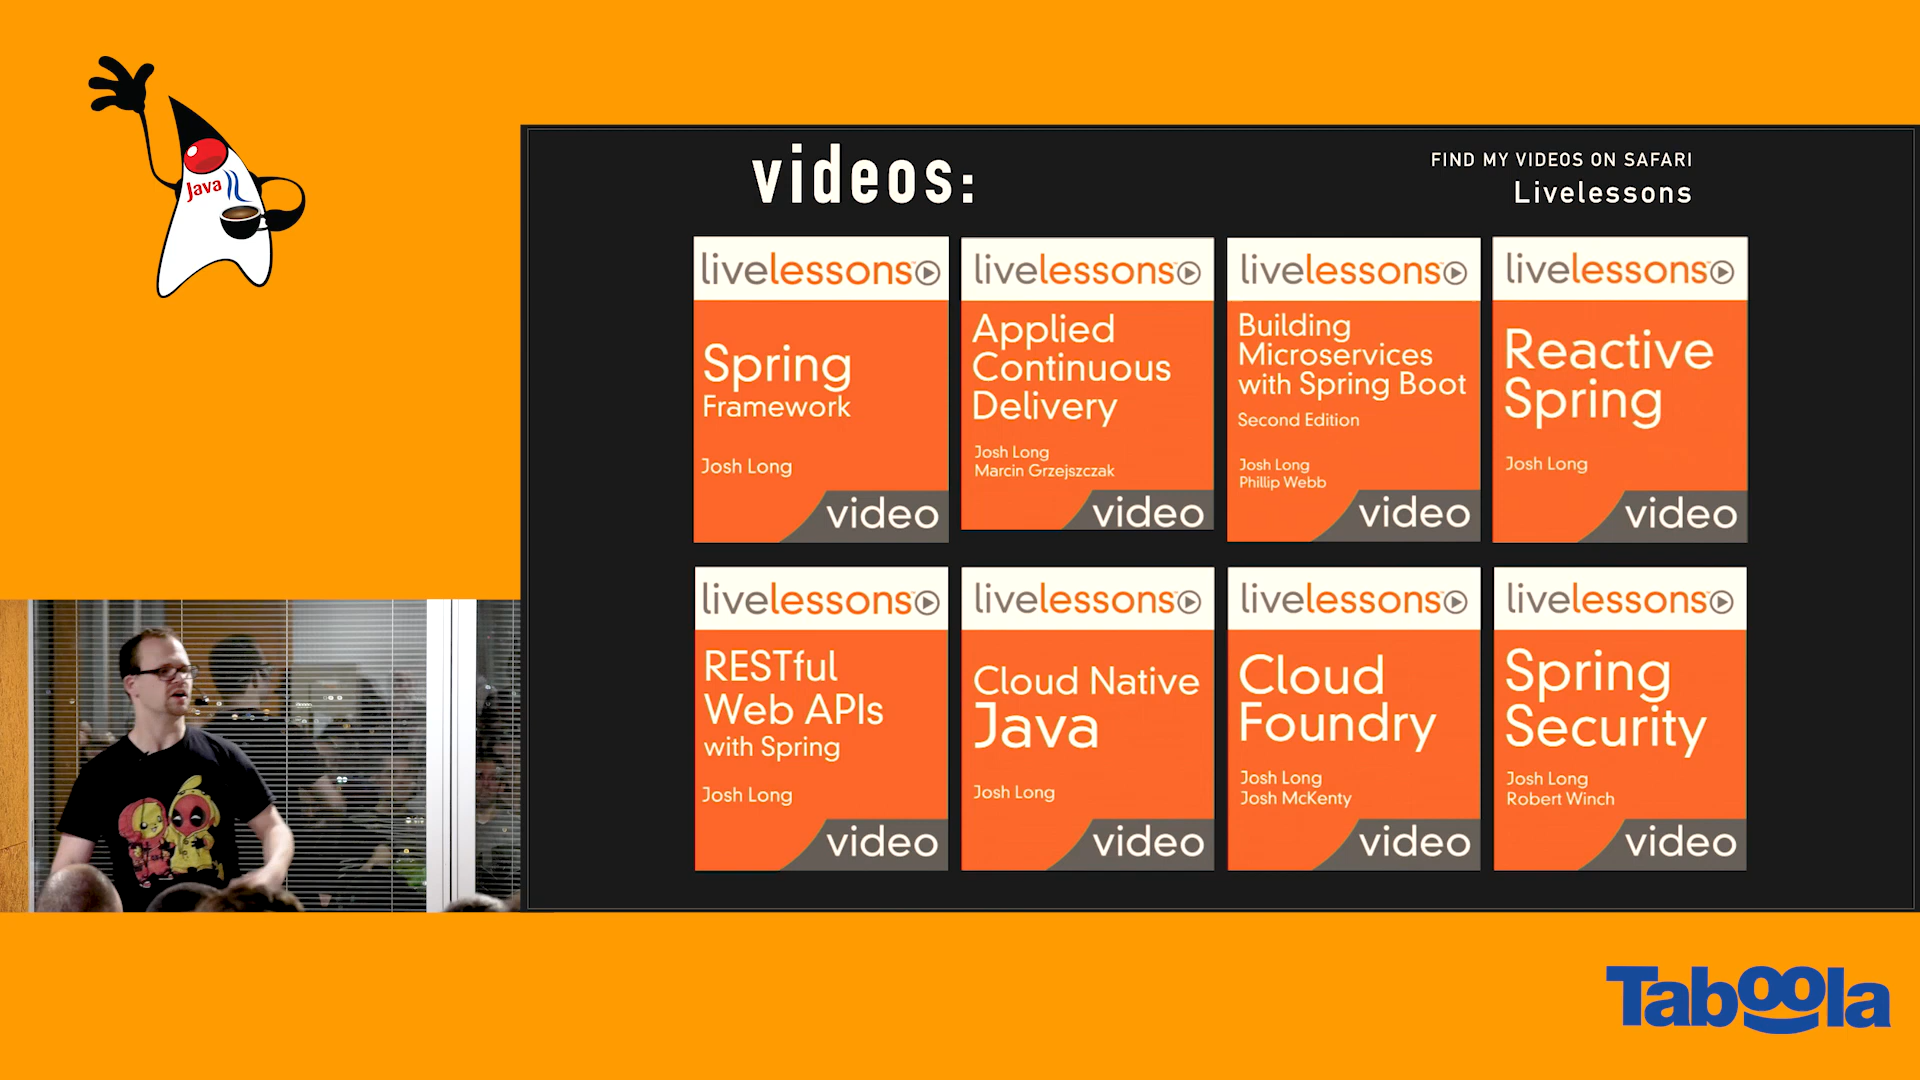 Java
videos:
FIND MY VIDEOS ON SAFARI
Livelessons
livelessons
Spring
Framework
Josh Long
video
livelessons
Applied
Continuous
Delivery
Josh Long
Marcin Grzejszczak
video
livelessons
Building
Microservices
with Spring Boot
Second Edition
Josh Long
Phillip Webb
video
livelessons
Reactive
Spring
Josh Long
video
livelessons
RESTful
Web APIs
with Spring
Josh Long
video
livelessons
Cloud Native
Java
Josh Long
video
livelessons
Cloud
Foundry
Josh Long
Josh McKenty
video
livelessons
Spring
Security
Josh Long
Robert Winch
video
Taboola